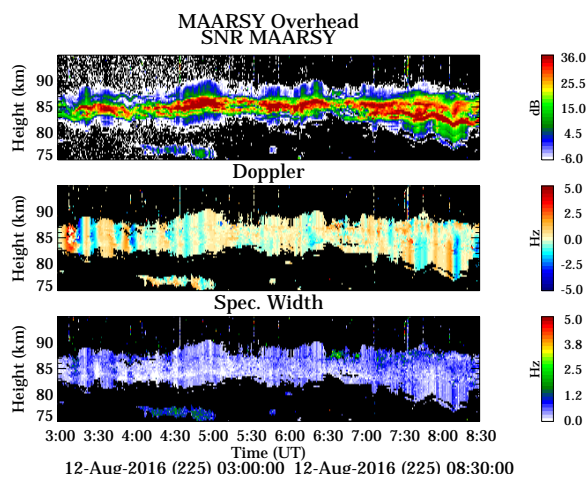 MAARSY Overhead
SNR MAARSY
90
85
80
75
Height (km)
36.0
25.5
15.0
4.5
-6.0
dB
Doppler
90
85
80
75
Height (km)
5.0
2.5
0.0
-2.5
-5.0
Hz
Spec. Width
90
85
80
75
Height (km)
5.0
3.8
2.5
1.2
0.0
Hz
3:00 3:30 4:00 4:30 5:00 5:30 6:00 6:30 7:00 7:30 8:00 8:30
Time (UT)
12-Aug-2016 (225) 03:00:00 12-Aug-2016 (225) 08:30:00